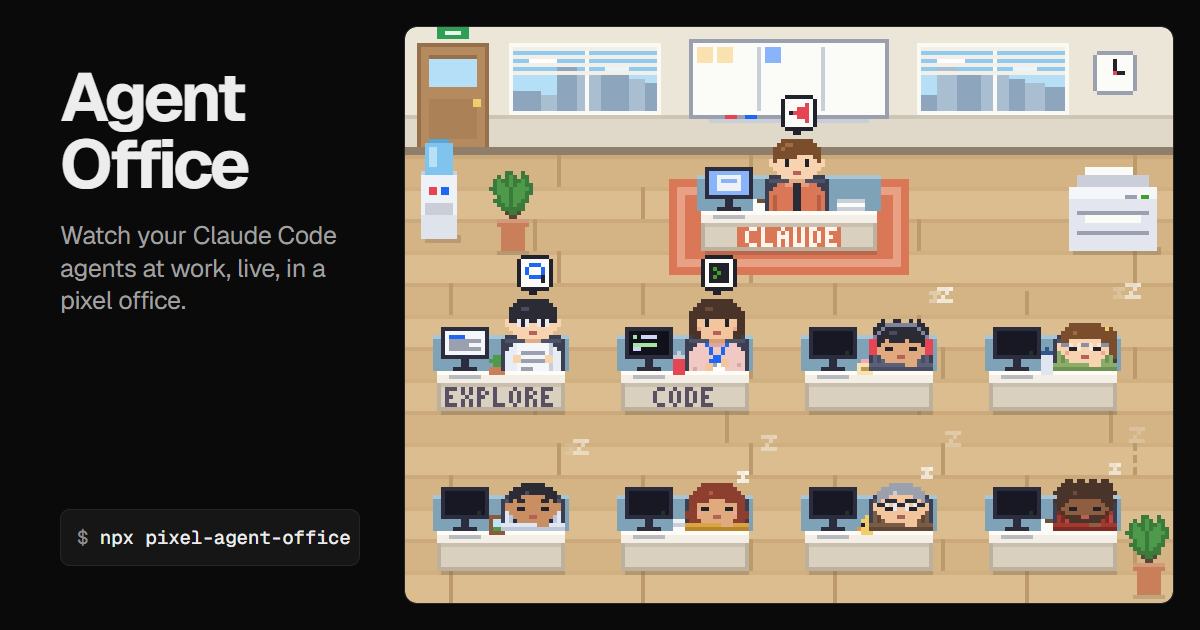 Agent
Office
Watch your Claude Code
agents at work, live, in a
pixel office.
$ npx pixel-agent-office
CLAUDE
EXPLORE
CODE
z
z
z
z
z
z
z
z
z
z